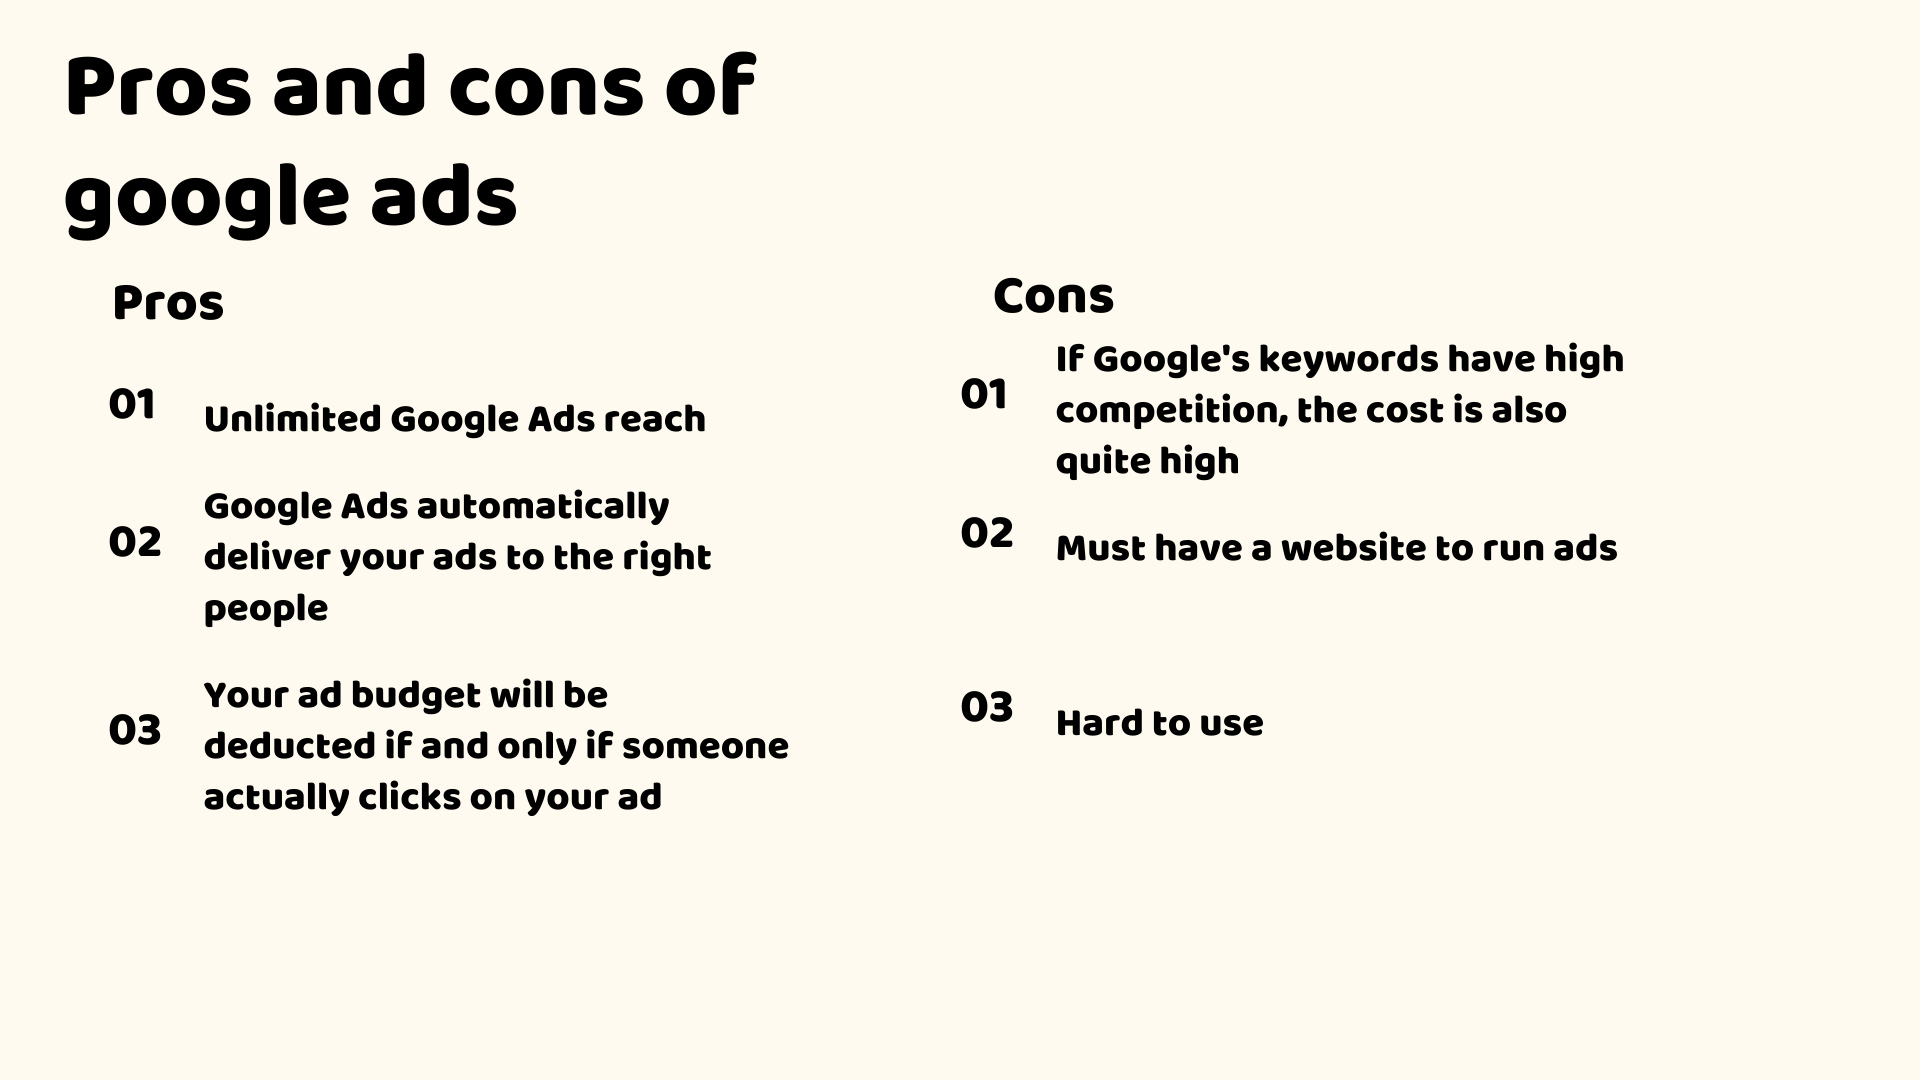 Pros and cons of
google ads
Pros
01
Unlimited Google Ads reach
02
Google Ads automatically
deliver your ads to the right
people
03
Your ad budget will be
deducted if and only if someone
actually clicks on your ad
Cons
01
If Google's keywords have high
competition, the cost is also
quite high
02
Must have a website to run ads
03
Hard to use